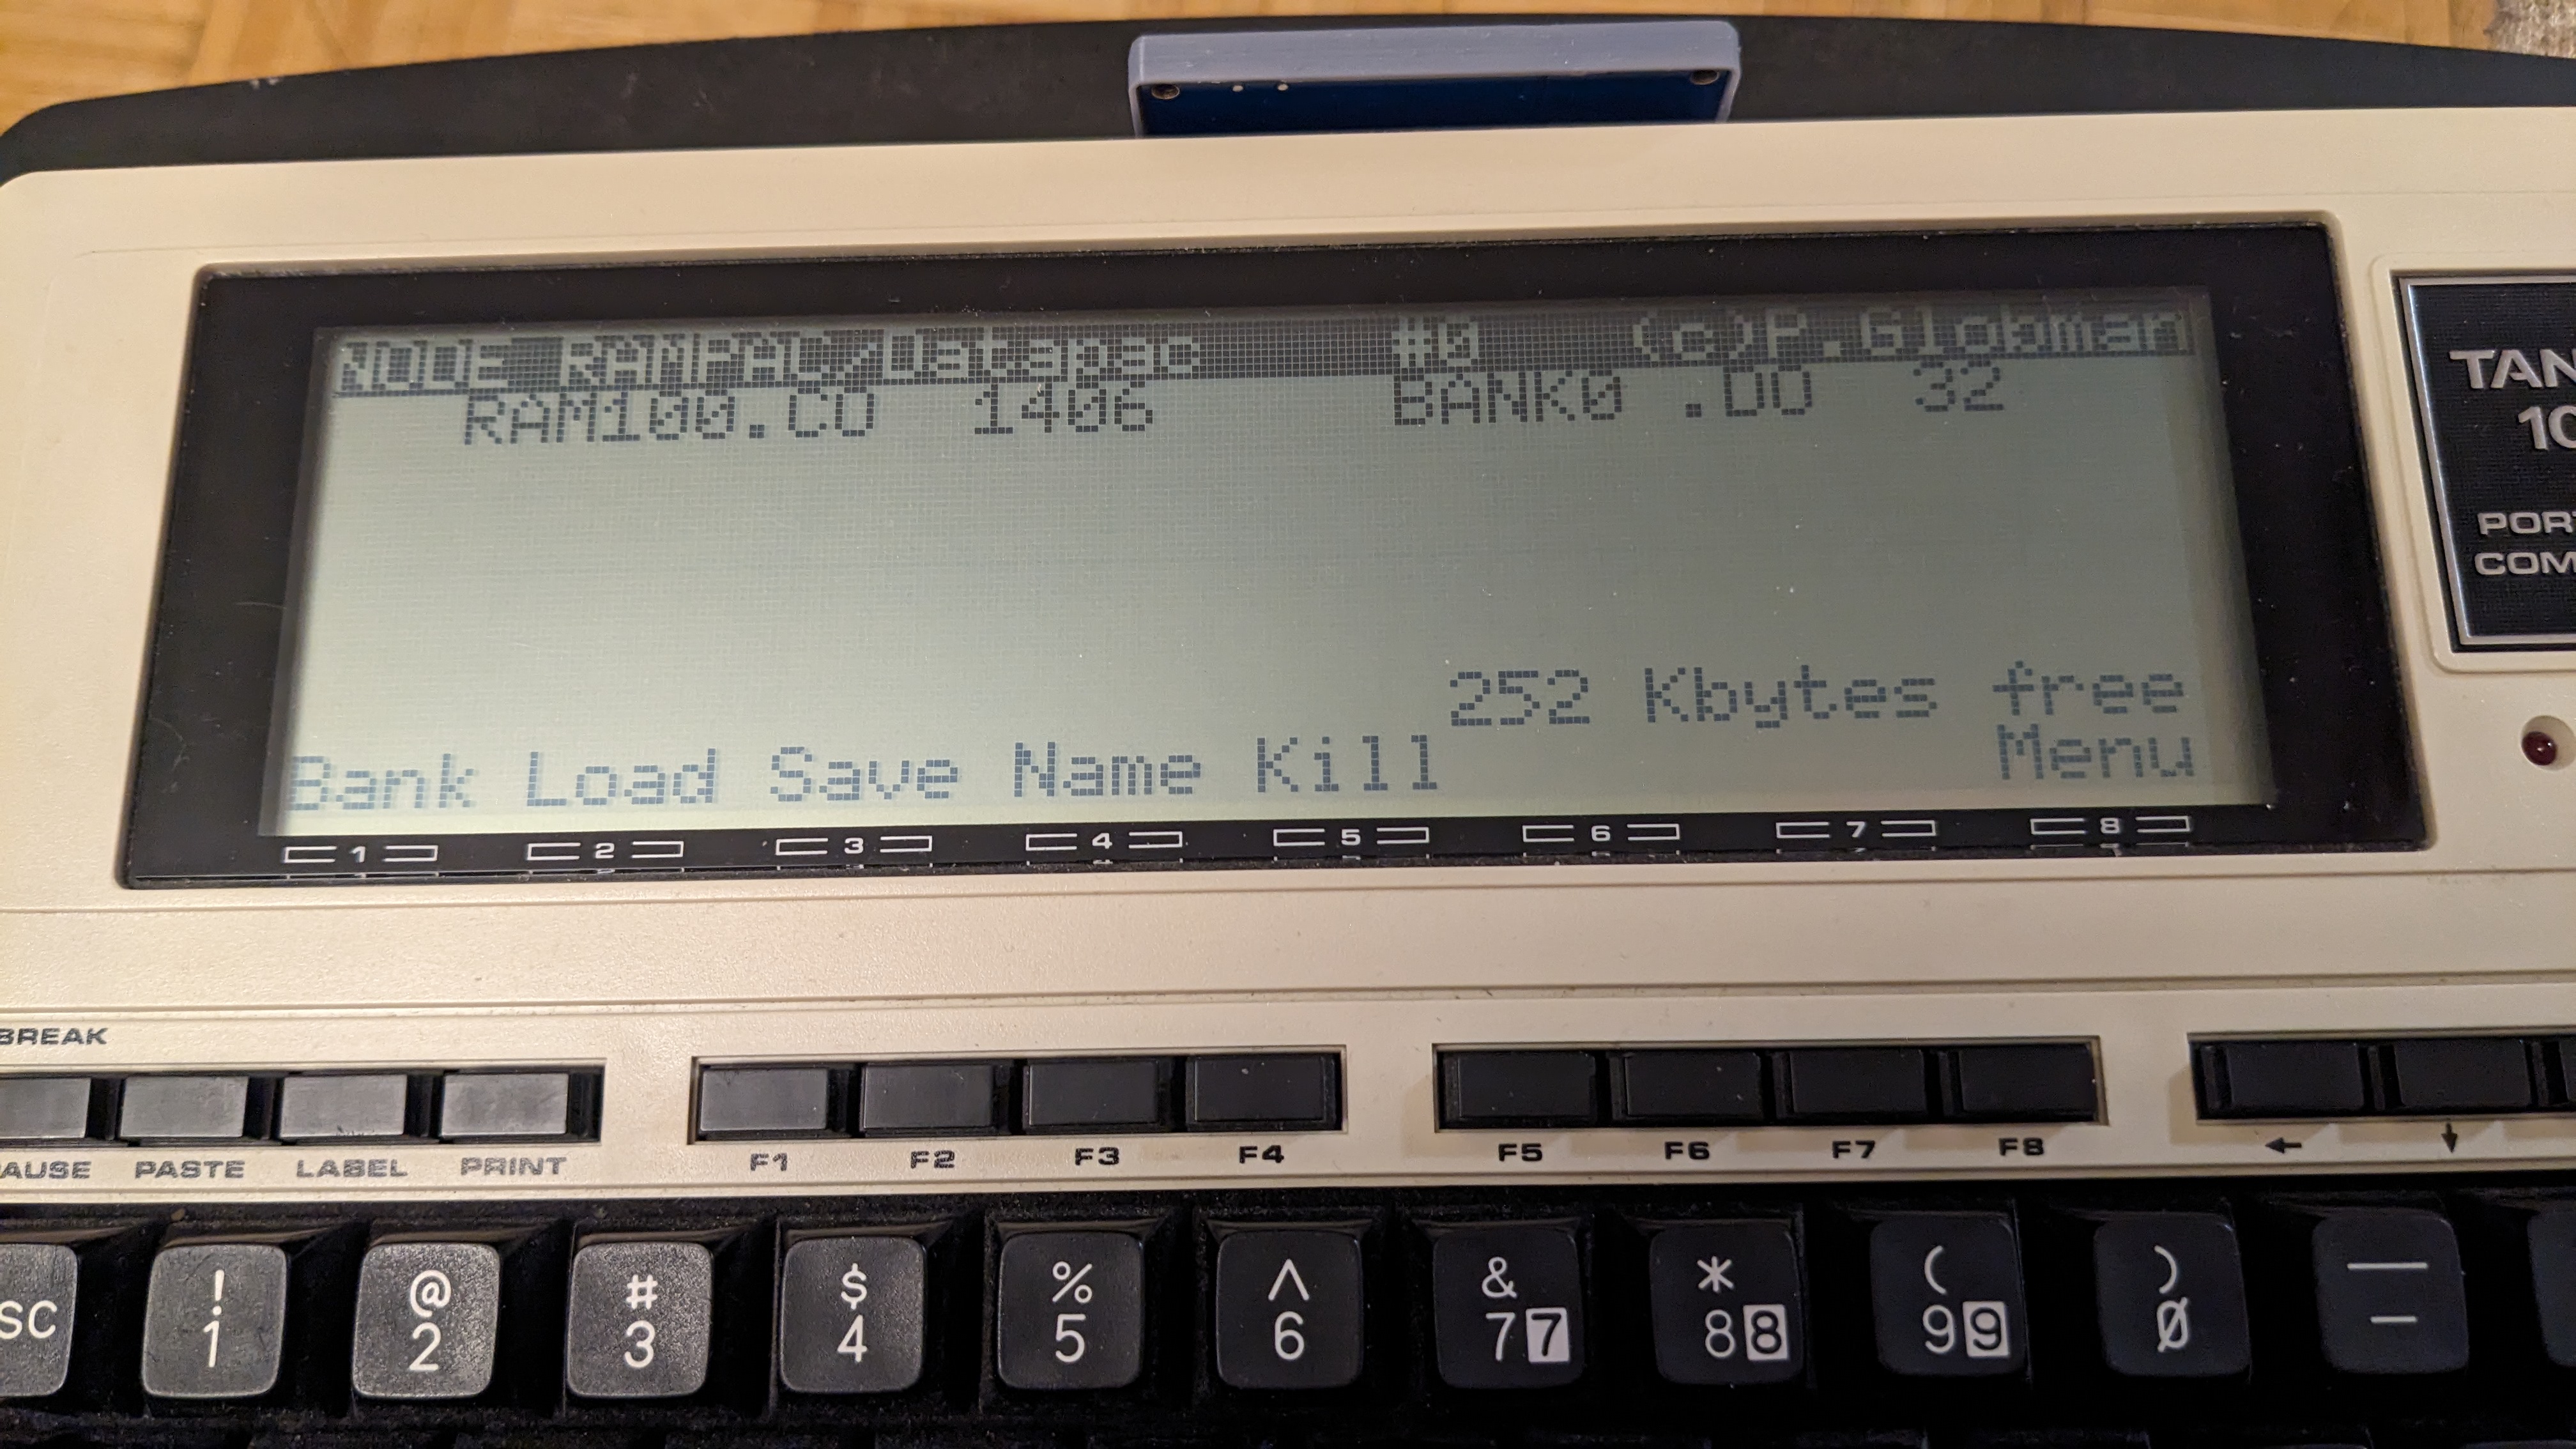 NODE RAMPAC/Datapac #0 (c)P.Globman
RAM100.CO 1406 BANK0 .DO 32
252 Kbytes free
Bank Load Save Name Kill Menu
1 2 3 4 5 6 7 8
TAN
10
POR
COM
BREAK
AUSE PASTE LABEL PRINT F1 F2 F3 F4 F5 F6 F7 F8 ← ↓
! @ # $ % ^ & * ( ) —
SC 1 2 3 4 5 6 7 7 8 8 9 9 0 –